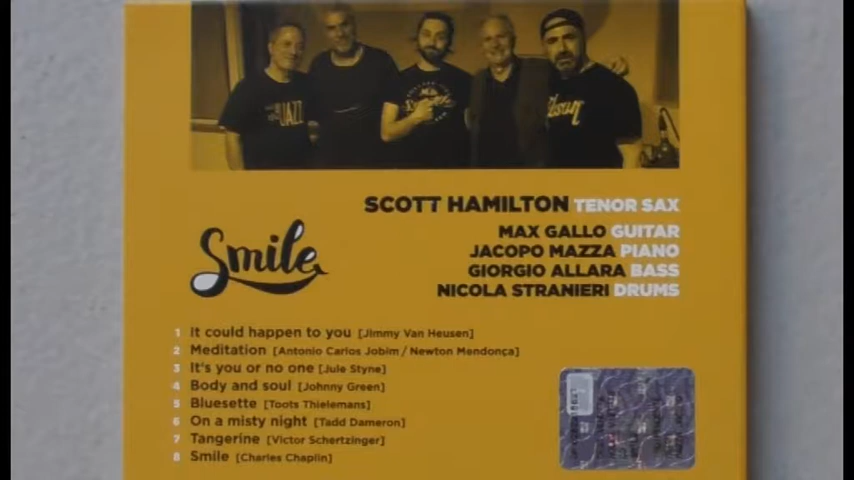 JAZZ
SCOTT HAMILTON TENOR SAX
MAX GALLO GUITAR
JACOPO MAZZA PIANO
GIORGIO ALLARA BASS
NICOLA STRANIERI DRUMS
Smile
1 It could happen to you [Jimmy Van Heusen]
2 Meditation [Antonio Carlos Jobim / Newton Mendonça]
3 It's you or no one [Jule Styne]
4 Body and soul [Johnny Green]
5 Bluesette [Toots Thielemans]
6 On a misty night [Tadd Dameron]
7 Tangerine [Victor Schertzinger]
8 Smile [Charles Chaplin]